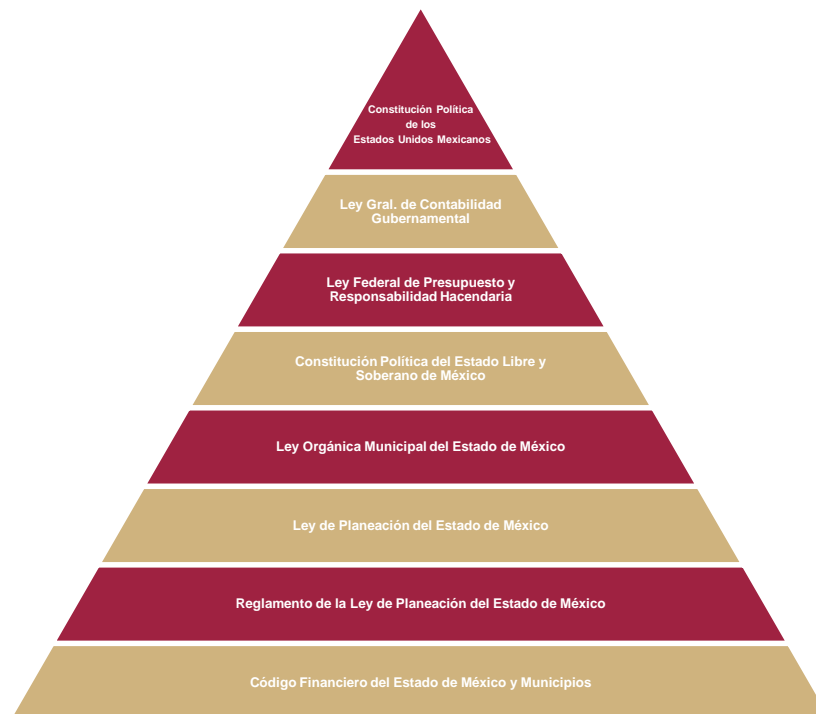 Constitución Política
de los
Estados Unidos Mexicanos
Ley Gral. de Contabilidad
Gubernamental
Ley Federal de Presupuesto y
Responsabilidad Hacendaria
Constitución Política del Estado Libre y
Soberano de México
Ley Orgánica Municipal del Estado de México
Ley de Planeación del Estado de México
Reglamento de la Ley de Planeación del Estado de México
Código Financiero del Estado de México y Municipios